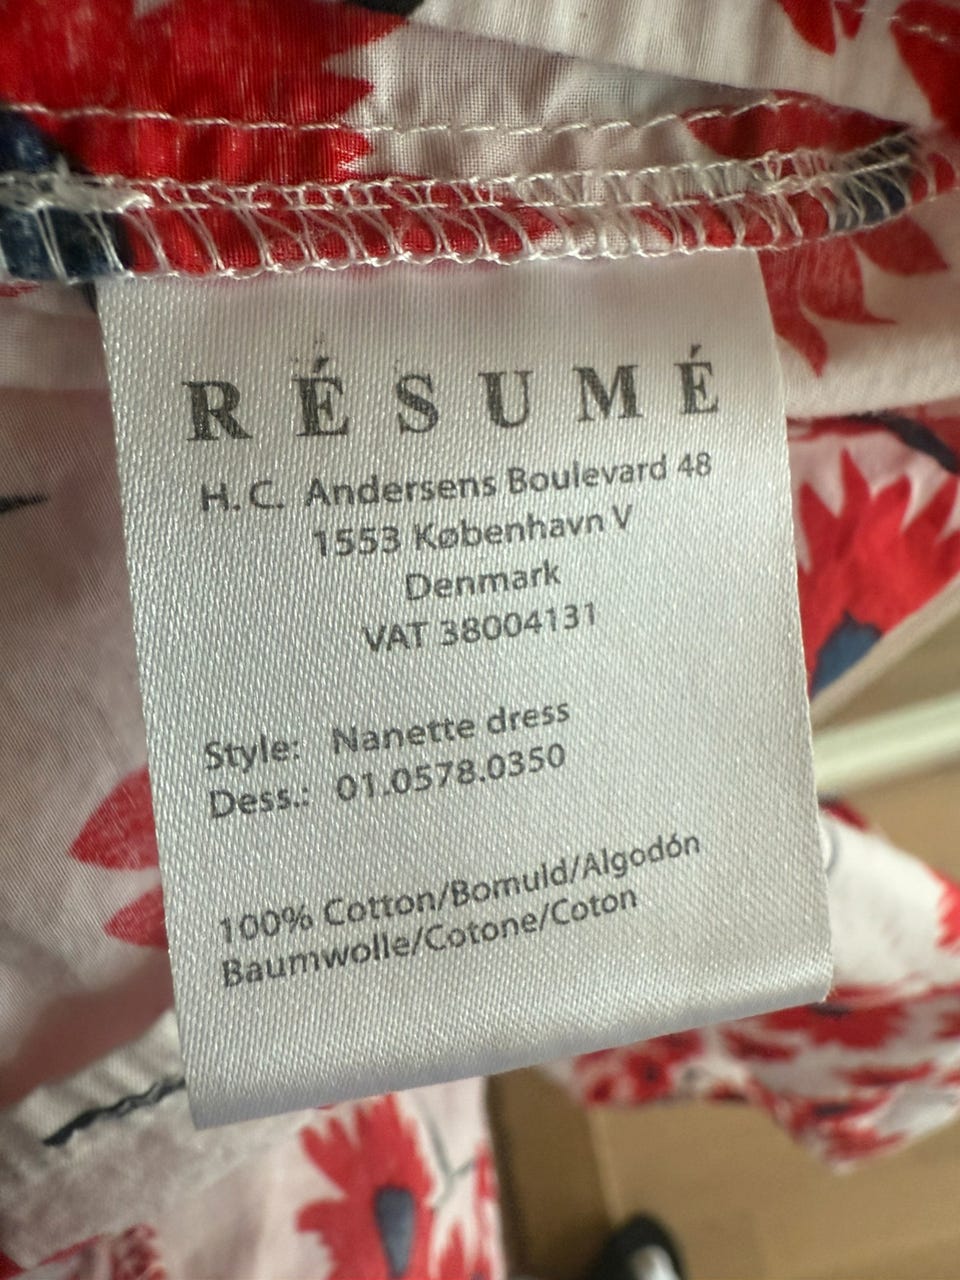 RÉSUMÉ
H. C. Andersens Boulevard 48
1553 København V
Denmark
VAT 38004131
Style: Nanette dress
Dess.: 01.0578.0350
100% Cotton/Bomuld/Algodón
Baumwolle/Cotone/Coton